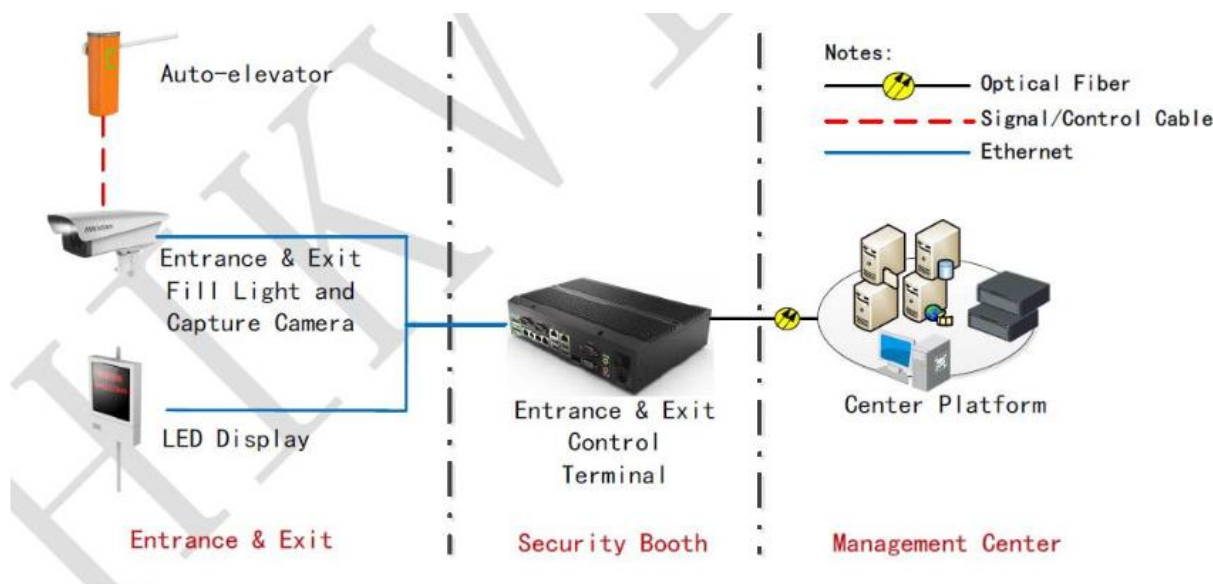 Auto-elevator
Entrance & Exit
Fill Light and
Capture Camera
LED Display
Entrance & Exit
Entrance & Exit
Control
Terminal
Security Booth
Notes:
Optical Fiber
Signal/Control Cable
Ethernet
Center Platform
Management Center